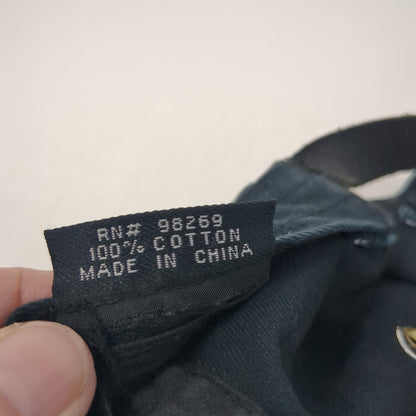 RN# 98269
100% COTTON
MADE IN CHINA